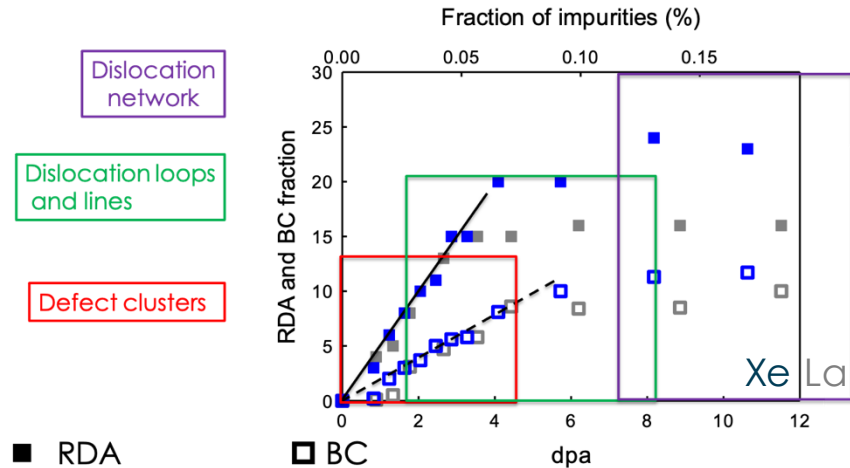 Fraction of impurities (%)
0.00 0.05 0.100 0.15
Dislocation
network
Dislocation loops
and lines
Defect clusters
RDA and BC fraction
30
25
20
15
10
5
0
Xe La
0 2 4 6 8 10 12
dpa
RDA
BC